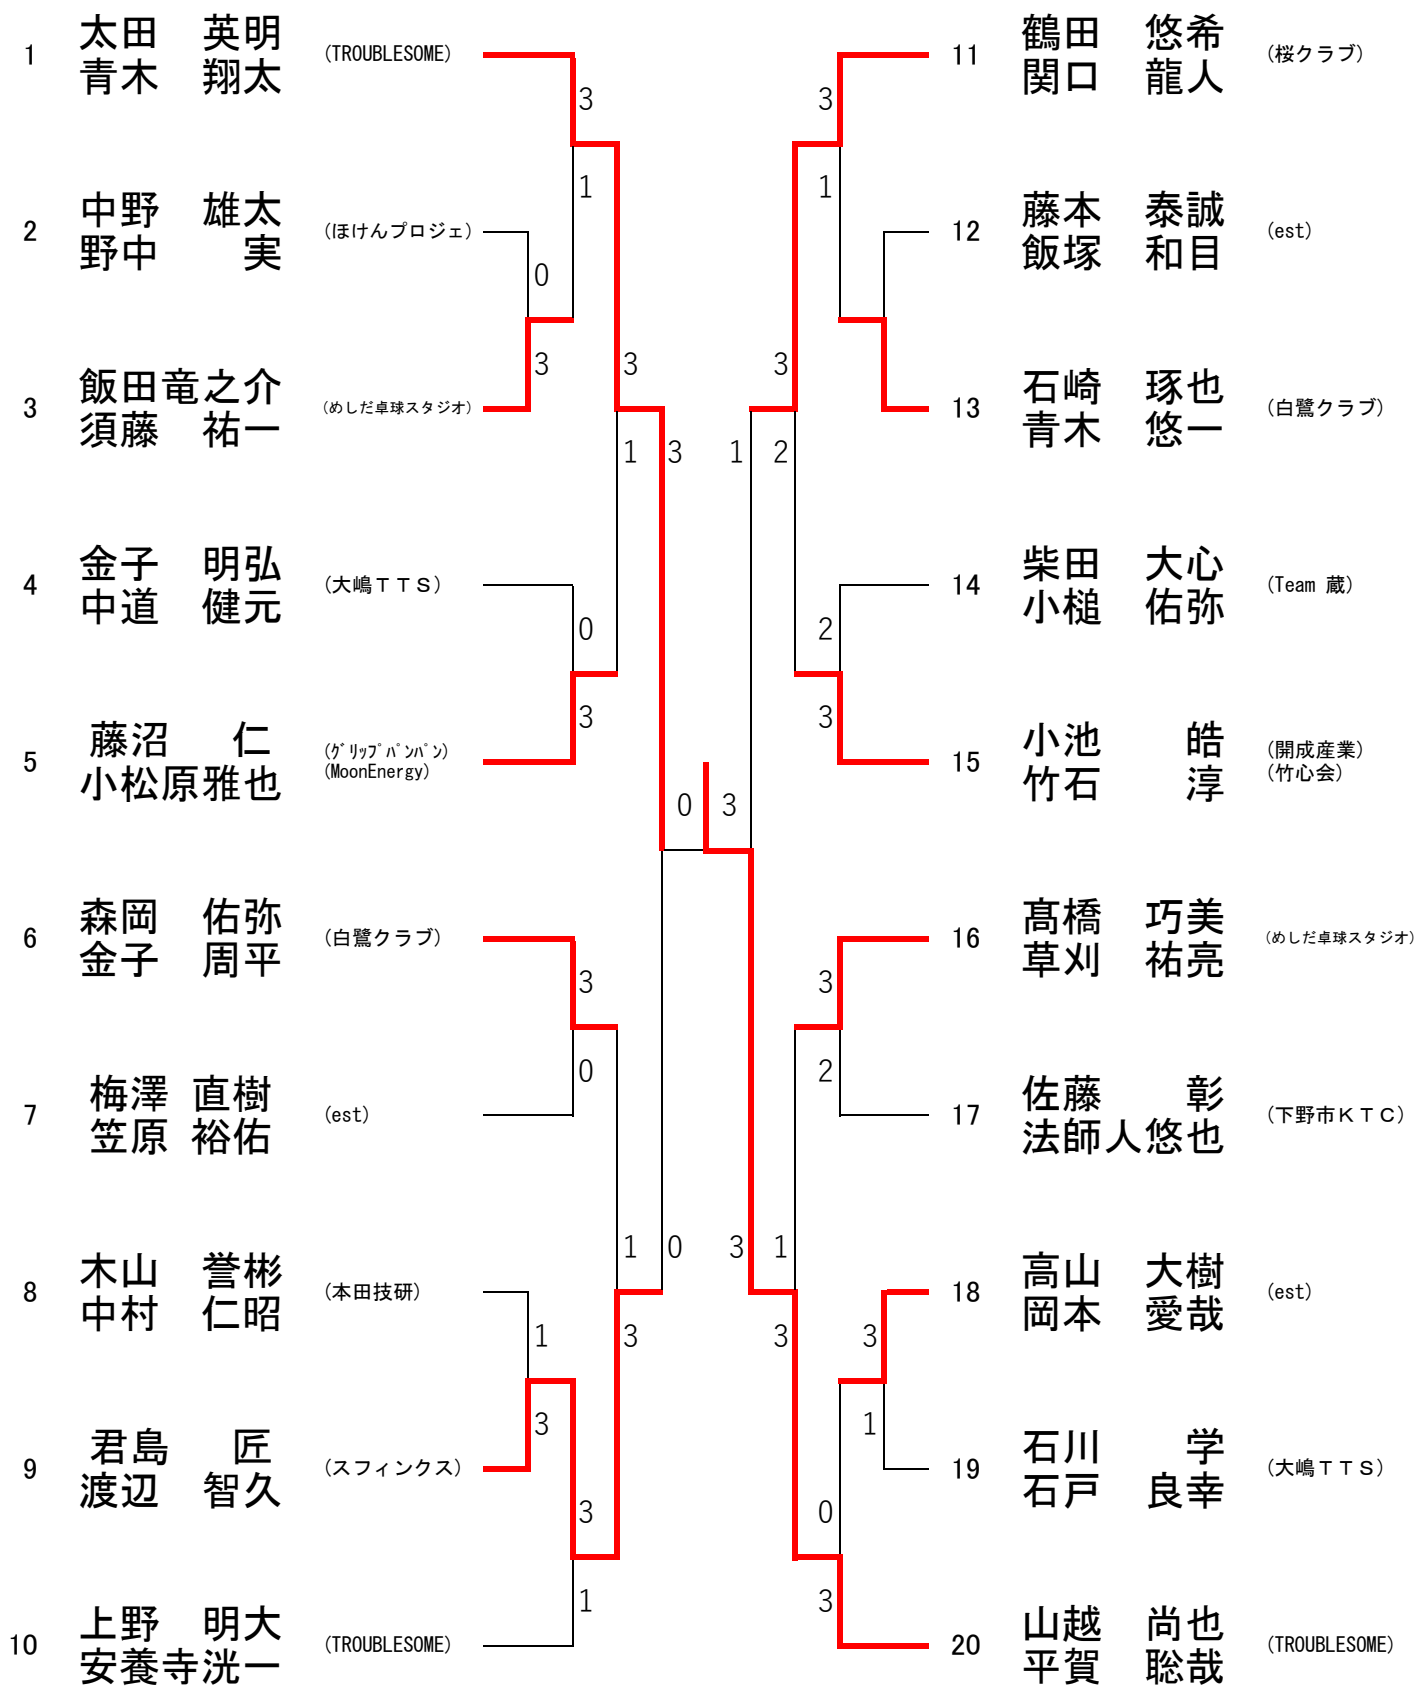 1 太田 英明 (TROUBLESOME)
青木 翔太
3
1
2 中野 雄太 (ほけんプロジェ)
野中 実
0
3
3 飯田竜之介 (めしだ卓球スタジオ)
須藤 祐一
3
1
3
4 金子 明弘 (大嶋TTS)
中道 健元
0
3
5 藤沼 仁 (グリップパンパン)
小松原雅也 (MoonEnergy)
0
3
6 森岡 佑弥 (白鷺クラブ)
金子 周平
3
0
7 梅澤 直樹 (est)
笠原 裕佑
1
0
8 木山 誉彬 (本田技研)
中村 仁昭
1
3
3
9 君島 匠 (スフィンクス)
渡辺 智久
3
1
10 上野 明大 (TROUBLESOME)
安養寺洸一
11 鶴田 悠希 (桜クラブ)
関口 龍人
3
1
12 藤本 泰誠 (est)
飯塚 和目
3
13 石崎 琢也 (白鷺クラブ)
青木 悠一
1
2
14 柴田 大心 (Team 蔵)
小槌 佑弥
2
3
15 小池 皓 (開成産業)
竹石 淳 (竹心会)
16 髙橋 巧美 (めしだ卓球スタジオ)
草刈 祐亮
3
2
17 佐藤 彰 (下野市KTC)
法師人悠也
3
1
18 高山 大樹 (est)
岡本 愛哉
3
3
1
19 石川 学 (大嶋TTS)
石戸 良幸
0
3
20 山越 尚也 (TROUBLESOME)
平賀 聡哉